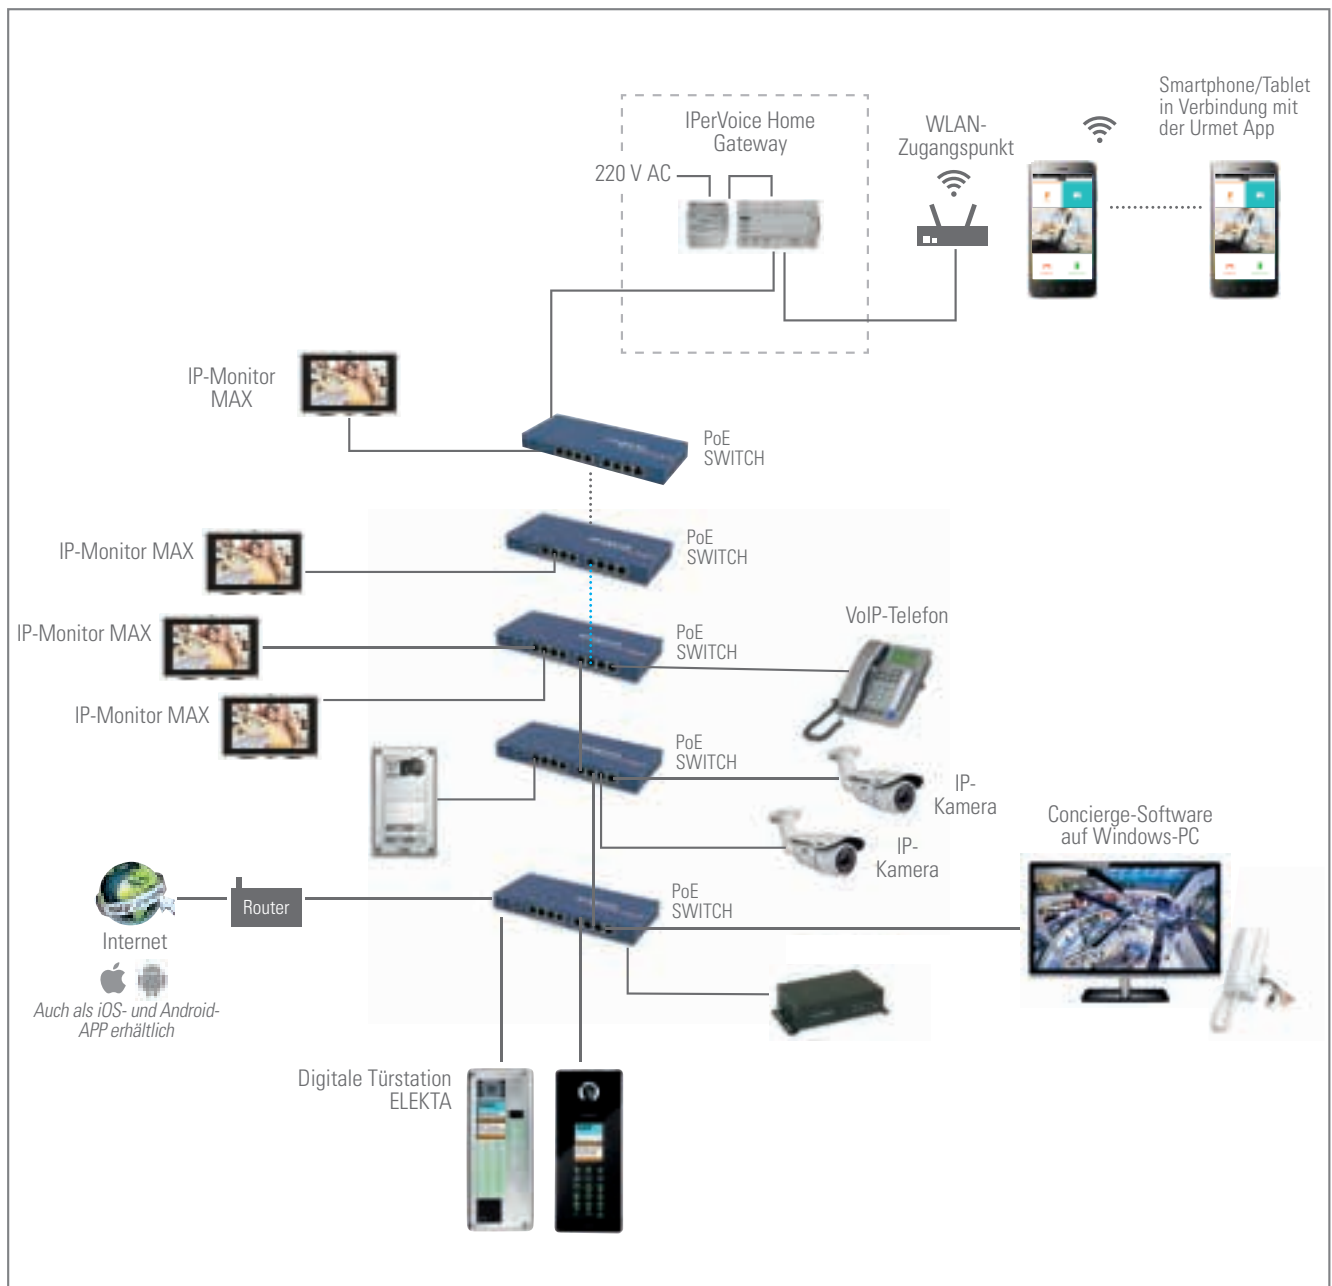 Smartphone/Tablet
in Verbindung mit
der Urmet App
IPerVoice Home
Gateway
WLAN-
Zugangspunkt
220 V AC
IP-Monitor
MAX
PoE
SWITCH
IP-Monitor MAX
PoE
SWITCH
IP-Monitor MAX
PoE
SWITCH
VoIP-Telefon
IP-Monitor MAX
PoE
SWITCH
IP-
Kamera
IP-
Kamera
Concierge-Software
auf Windows-PC
PoE
SWITCH
Router
Internet
Auch als iOS- und Android-
APP erhältlich
Digitale Türstation
ELEKTA